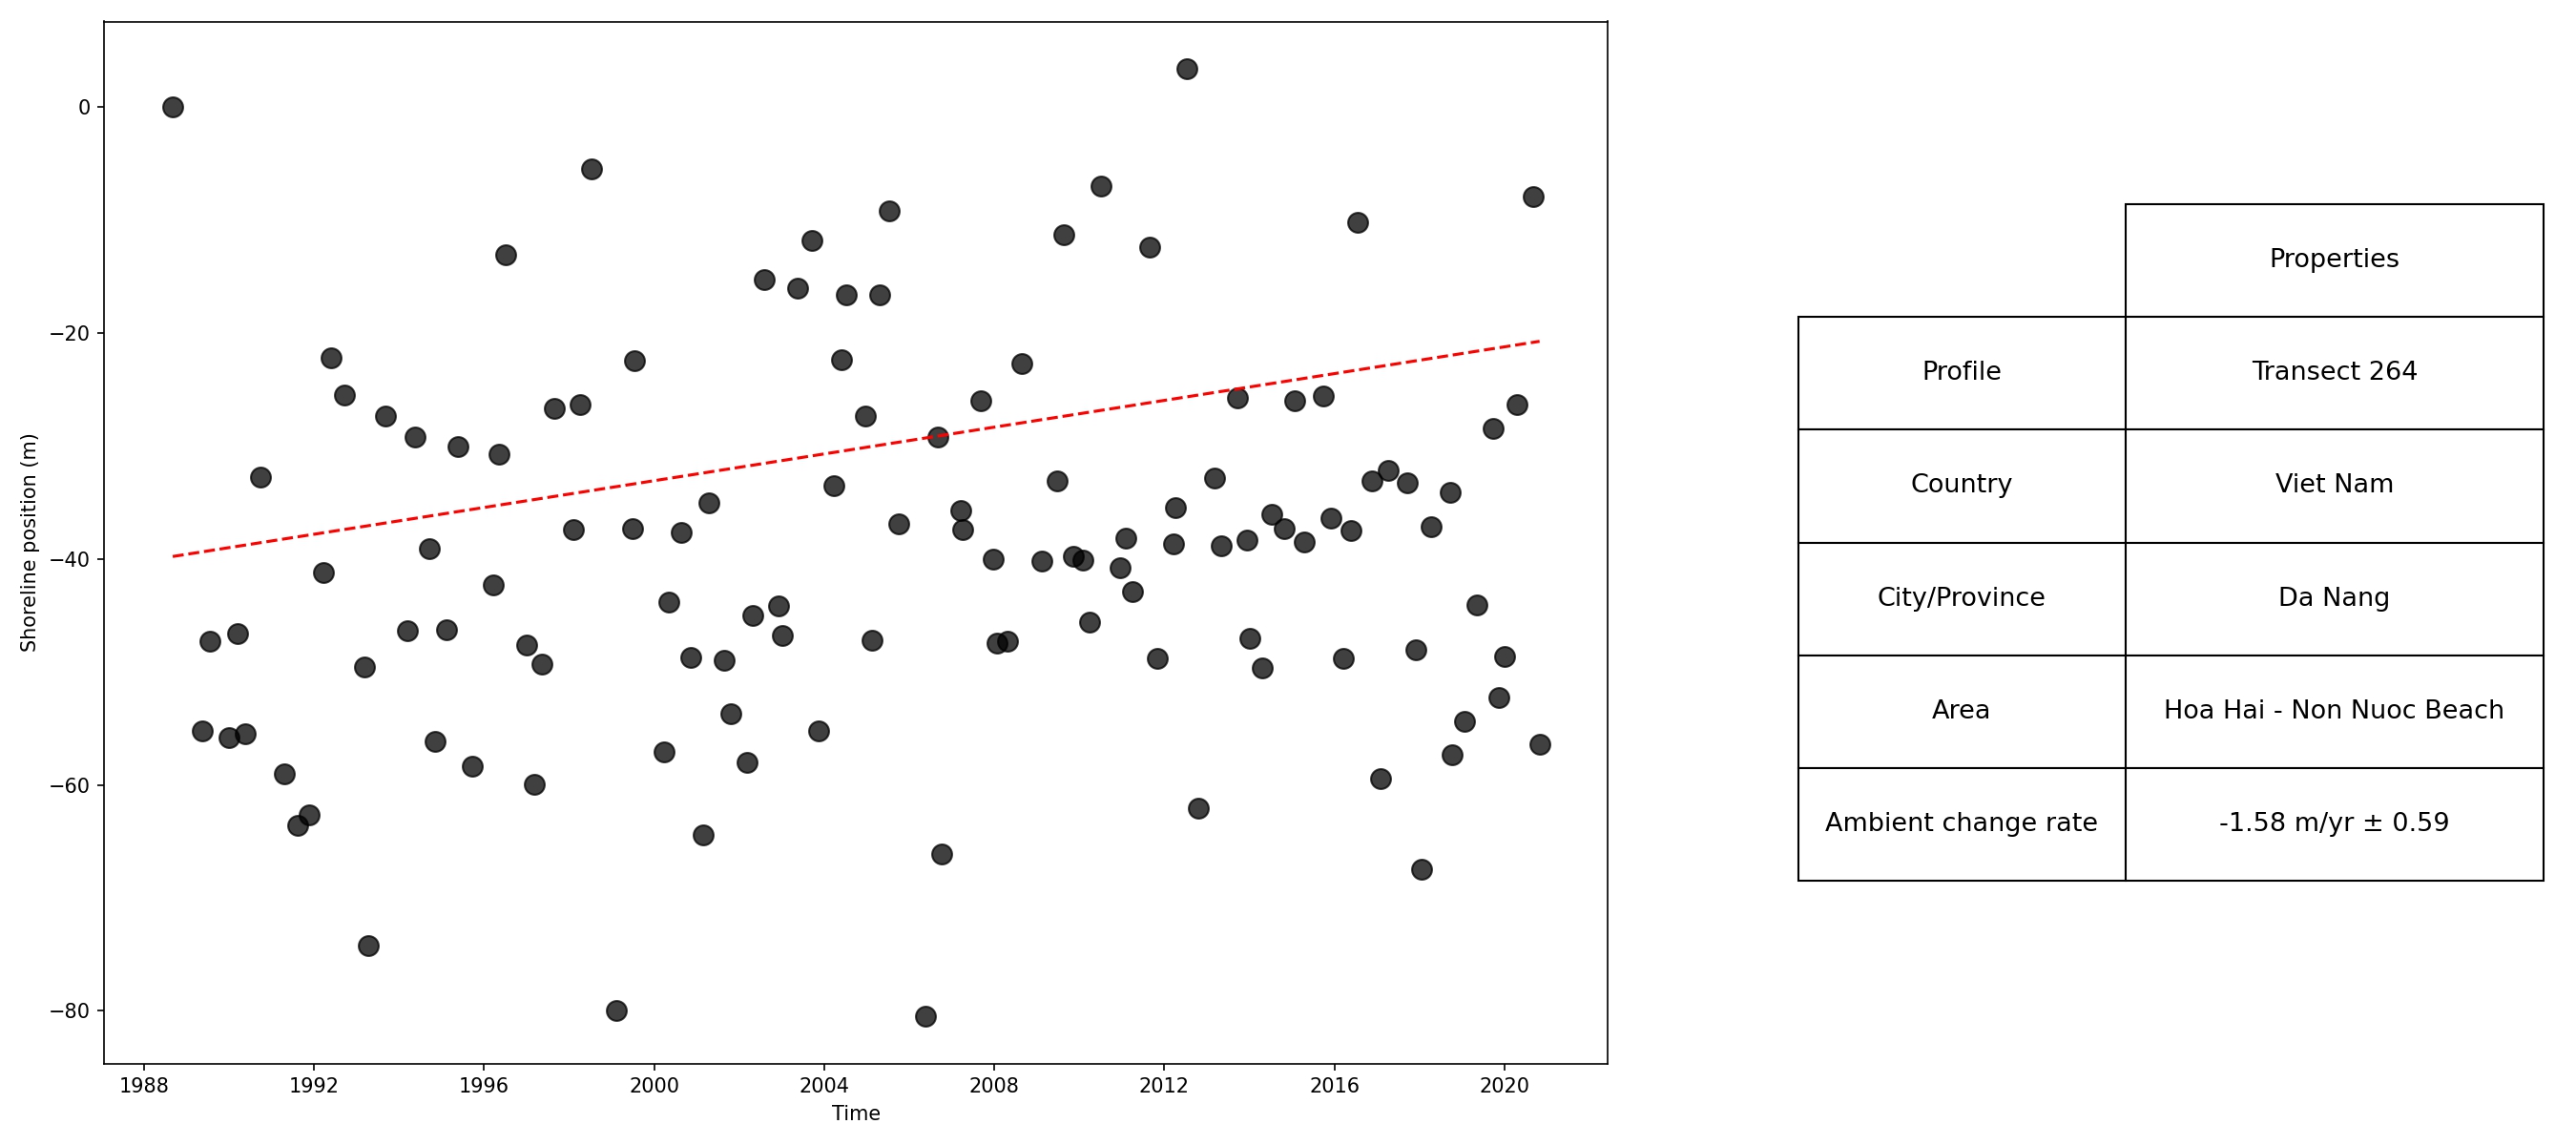 0
−20
−40
−60
−80
Shoreline position (m)
1988 1992 1996 2000 2004 2008 2012 2016 2020
Time
Properties
Profile Transect 264
Country Viet Nam
City/Province Da Nang
Area Hoa Hai - Non Nuoc Beach
Ambient change rate -1.58 m/yr ± 0.59